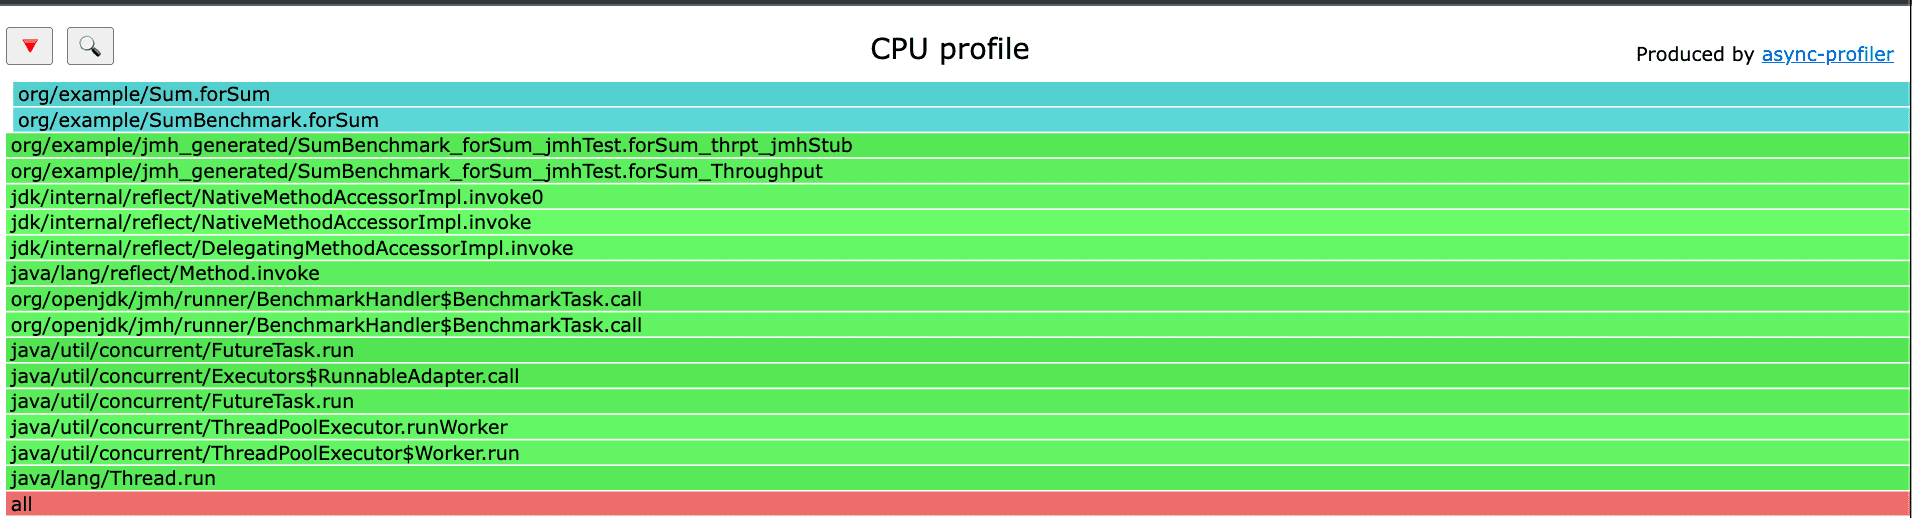 CPU profile
Produced by async-profiler
org/example/Sum.forSum
org/example/SumBenchmark.forSum
org/example/jmh_generated/SumBenchmark_forSum_jmhTest.forSum_thrpt_jmhStub
org/example/jmh_generated/SumBenchmark_forSum_jmhTest.forSum_Throughput
jdk/internal/reflect/NativeMethodAccessorImpl.invoke0
jdk/internal/reflect/NativeMethodAccessorImpl.invoke
jdk/internal/reflect/DelegatingMethodAccessorImpl.invoke
java/lang/reflect/Method.invoke
org/openjdk/jmh/runner/BenchmarkHandler$BenchmarkTask.call
org/openjdk/jmh/runner/BenchmarkHandler$BenchmarkTask.call
java/util/concurrent/FutureTask.run
java/util/concurrent/Executors$RunnableAdapter.call
java/util/concurrent/FutureTask.run
java/util/concurrent/ThreadPoolExecutor.runWorker
java/util/concurrent/ThreadPoolExecutor$Worker.run
java/lang/Thread.run
all